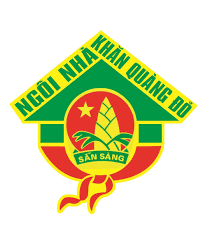 NGÔI NHÀ
KHĂN QUÀNG ĐỎ
SẴN SÀNG